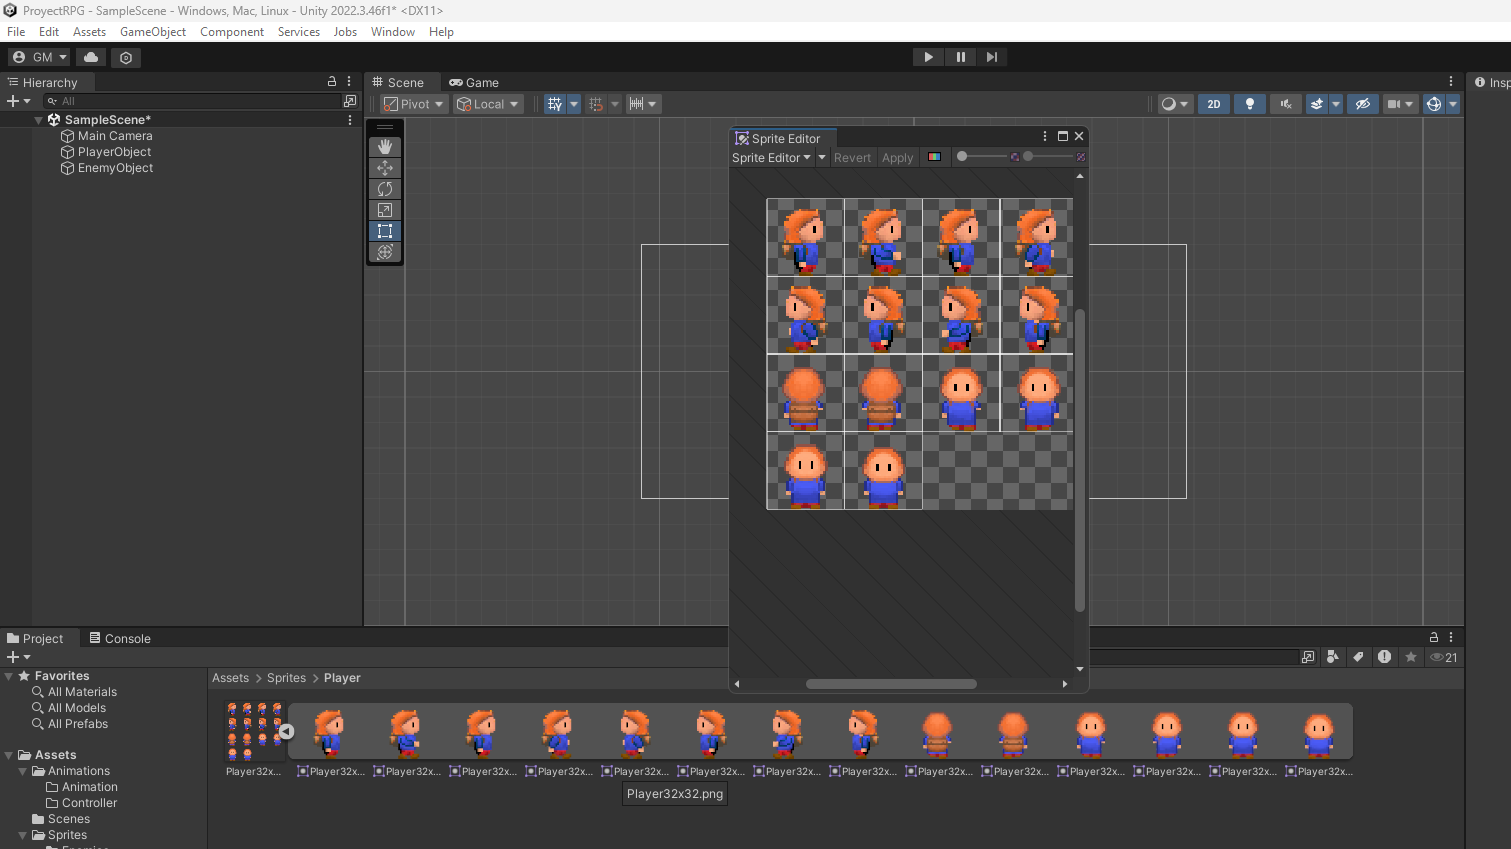 ProyectRPG - SampleScene - Windows, Mac, Linux - Unity 2022.3.46f1* <DX11>
File Edit Assets GameObject Component Services Jobs Window Help
GM
Hierarchy
Scene
Game
Insp
All
Pivot
Local
2D
SampleScene*
Main Camera
PlayerObject
EnemyObject
Sprite Editor
Sprite Editor
Revert
Apply
Project
Console
21
Favorites
All Materials
All Models
All Prefabs
Assets
Animations
Animation
Controller
Scenes
Sprites
Assets > Sprites > Player
Player32x... Player32x... Player32x... Player32x... Player32x... Player32x... Player32x... Player32x... Player32x... Player32x... Player32x... Player32x... Player32x... Player32x... Player32x...
Player32x32.png